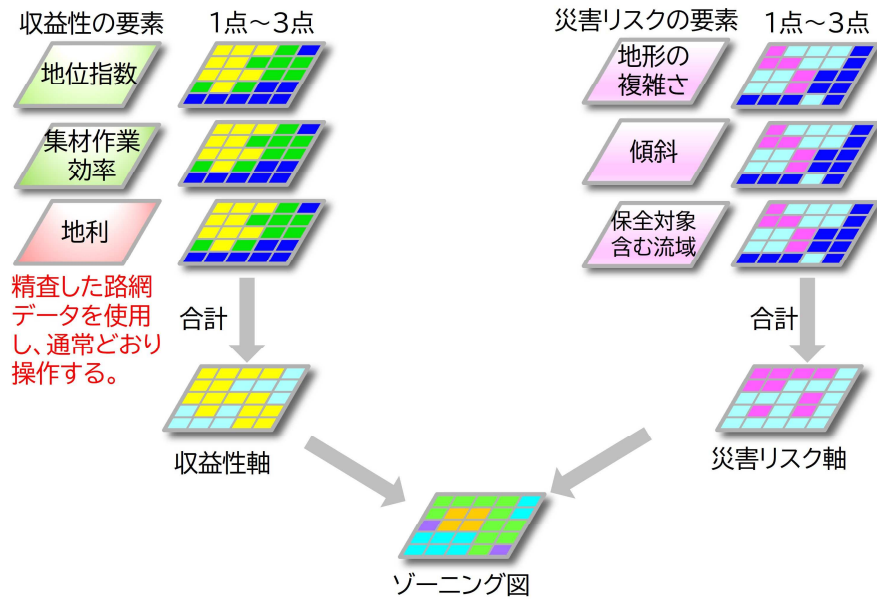 収益性の要素
1点～3点
地位指数
集材作業
効率
地利
精査した路網
データを使用
し、通常どおり
操作する。
合計
収益性軸
災害リスクの要素
1点～3点
地形の
複雑さ
傾斜
保全対象
含む流域
合計
災害リスク軸
ゾーニング図